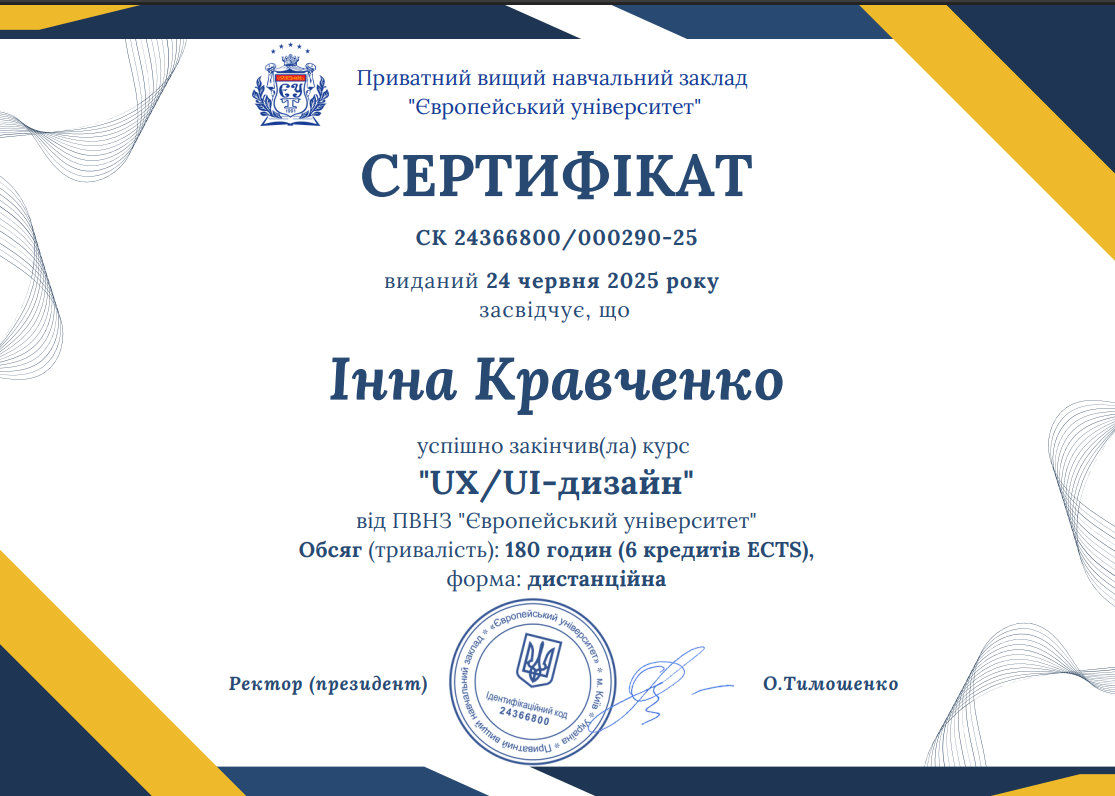 Приватний вищий навчальний заклад
"Європейський університет"
СЕРТИФІКАТ
СК 24366800/000290-25
виданий 24 червня 2025 року
засвідчує, що
Інна Кравченко
успішно закінчив(ла) курс
"UX/UI-дизайн"
від ПВНЗ "Європейський університет"
Обсяг (тривалість): 180 годин (6 кредитів ECTS),
форма: дистанційна
Ректор (президент)
О.Тимошенко
Україна * Приватний вищий навчальний заклад * «Європейський університет» * м. Київ *
Ідентифікаційний код
24366800
ЄУ